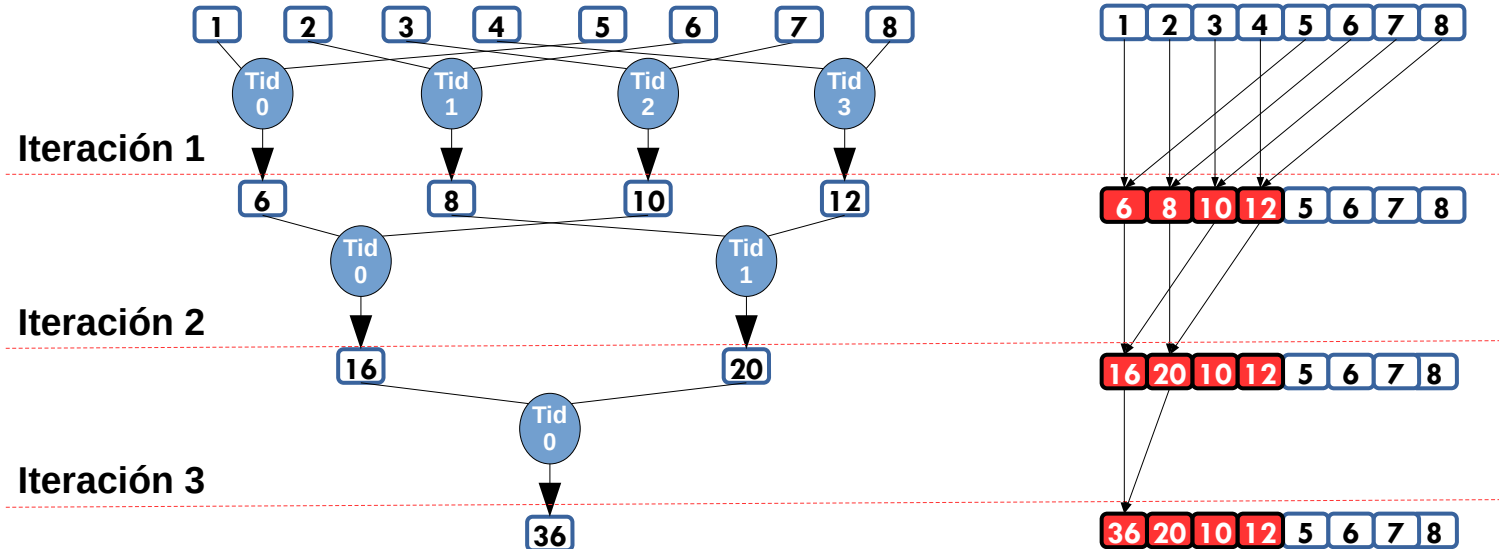 1 2 3 4 5 6 7 8
1 2 3 4 5 6 7 8
Tid 0
Tid 1
Tid 2
Tid 3
Iteración 1
6 8 10 12
6 8 10 12 5 6 7 8
Tid 0
Tid 1
Iteración 2
16 20
16 20 10 12 5 6 7 8
Tid 0
Iteración 3
36
36 20 10 12 5 6 7 8